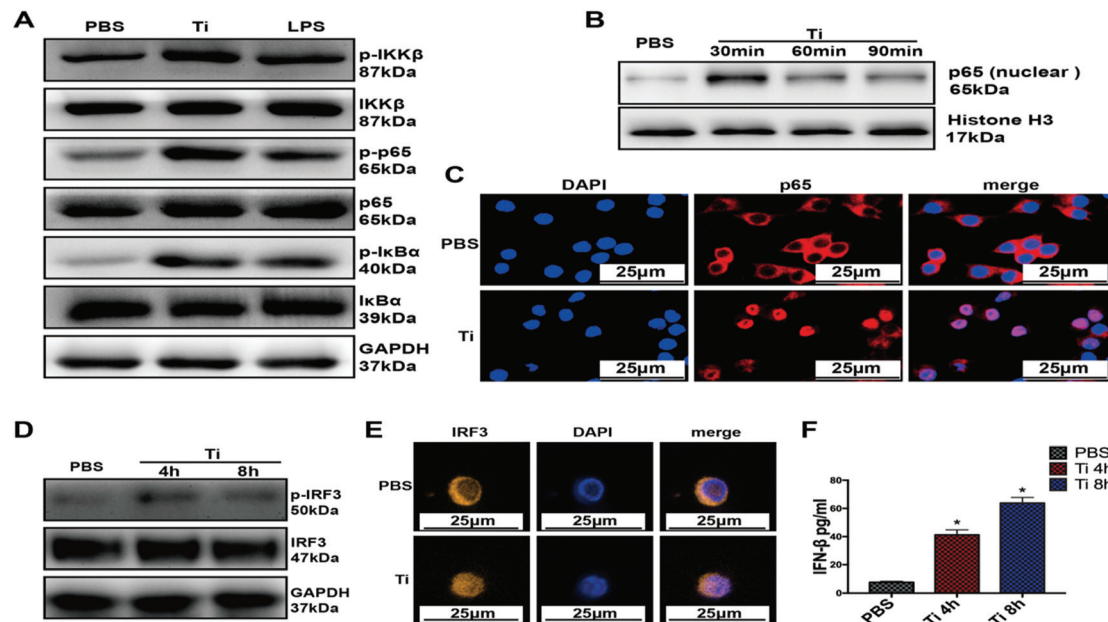 A
PBS Ti LPS
p-IKKβ
87kDa
IKKβ
87kDa
p-p65
65kDa
p65
65kDa
p-IκBα
40kDa
IκBα
39kDa
GAPDH
37kDa
B
Ti
PBS 30min 60min 90min
p65 (nuclear )
65kDa
Histone H3
17kDa
C
DAPI p65 merge
PBS
25μm 25μm 25μm
Ti
25μm 25μm 25μm
D
Ti
PBS 4h 8h
p-IRF3
50kDa
IRF3
47kDa
GAPDH
37kDa
E
IRF3 DAPI merge
PBS
25μm 25μm 25μm
Ti
25μm 25μm 25μm
F
PBS
Ti 4h
Ti 8h
IFN-β pg/ml
80
60
40
20
0
* *
PBS Ti 4h Ti 8h